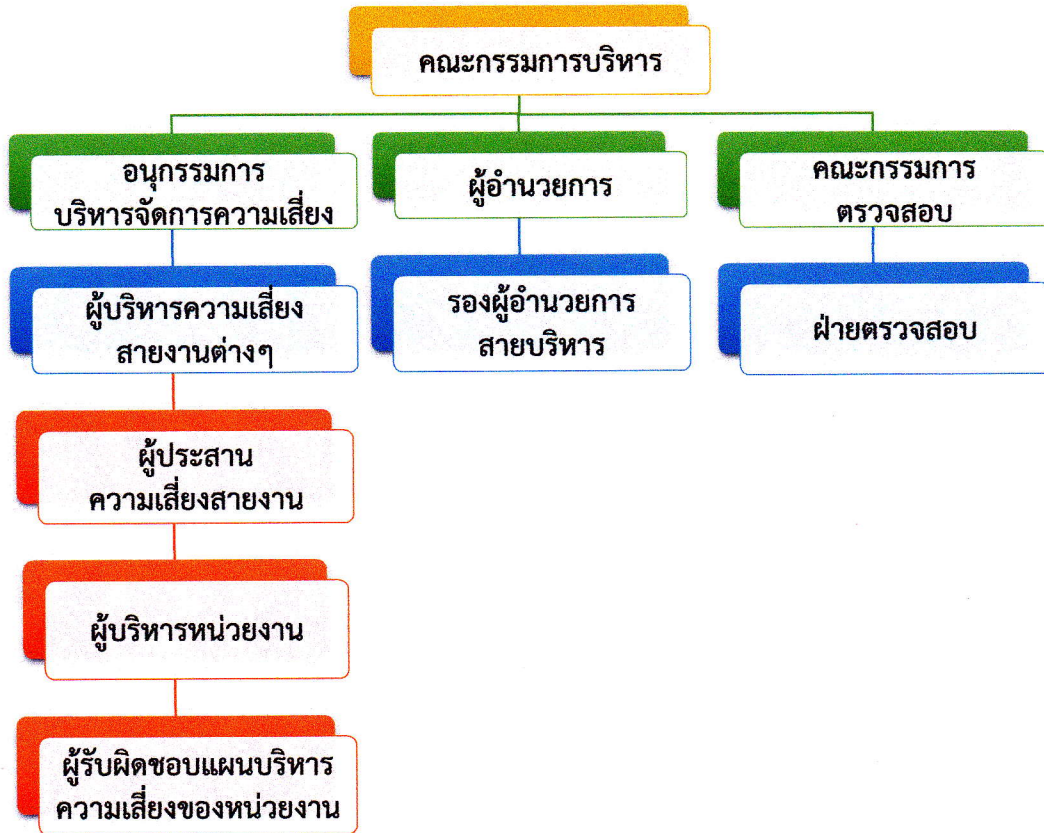 คณะกรรมการบริหาร
อนุกรรมการ
บริหารจัดการความเสี่ยง
ผู้อำนวยการ
คณะกรรมการ
ตรวจสอบ
ผู้บริหารความเสี่ยง
สายงานต่างๆ
รองผู้อำนวยการ
สายบริหาร
ฝ่ายตรวจสอบ
ผู้ประสาน
ความเสี่ยงสายงาน
ผู้บริหารหน่วยงาน
ผู้รับผิดชอบแผนบริหาร
ความเสี่ยงของหน่วยงาน